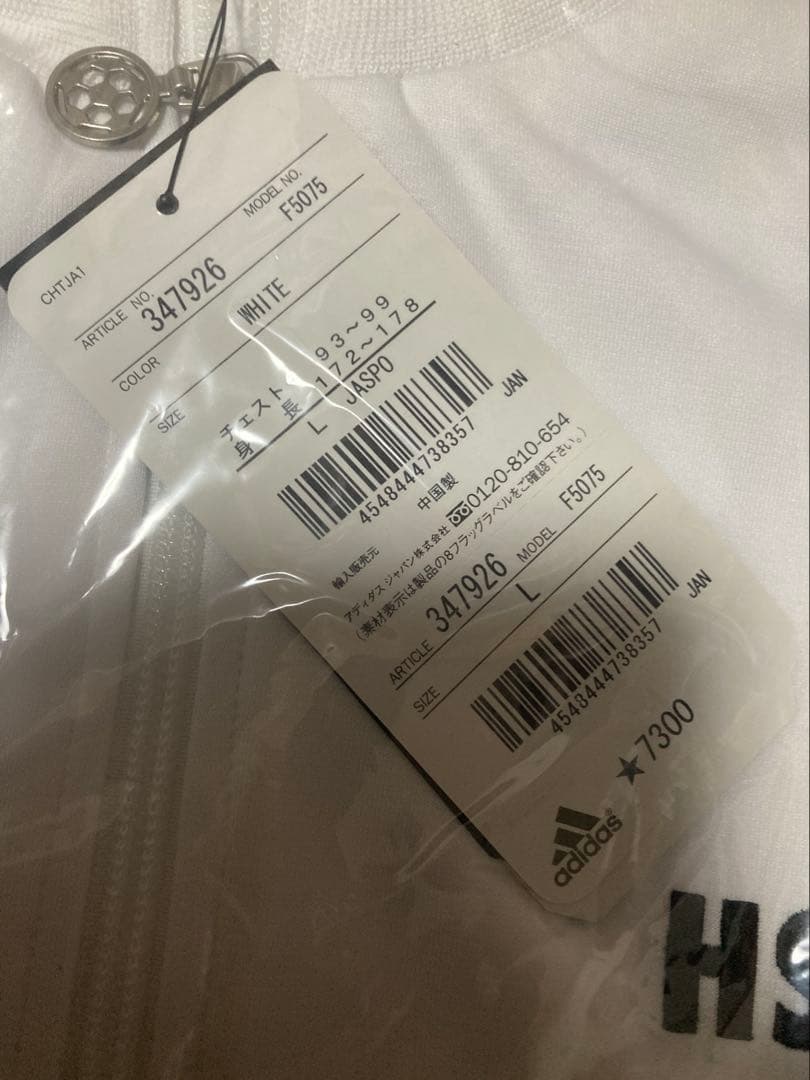 CHTJA1
ARTICLE NO.
MODEL NO.
347926
F5075
COLOR
WHITE
SIZE
チェスト 93~99
身 長 172~178
L JASPO
JAN
4548444738357
中国製
輸入販売元
アディダス ジャパン株式会社 0120-810-654
(素材表示は製品の8フラッグラベルをご確認下さい。)
ARTICLE 347926 MODEL F5075
SIZE L
JAN
4548444738357
★7300
adidas®
HS